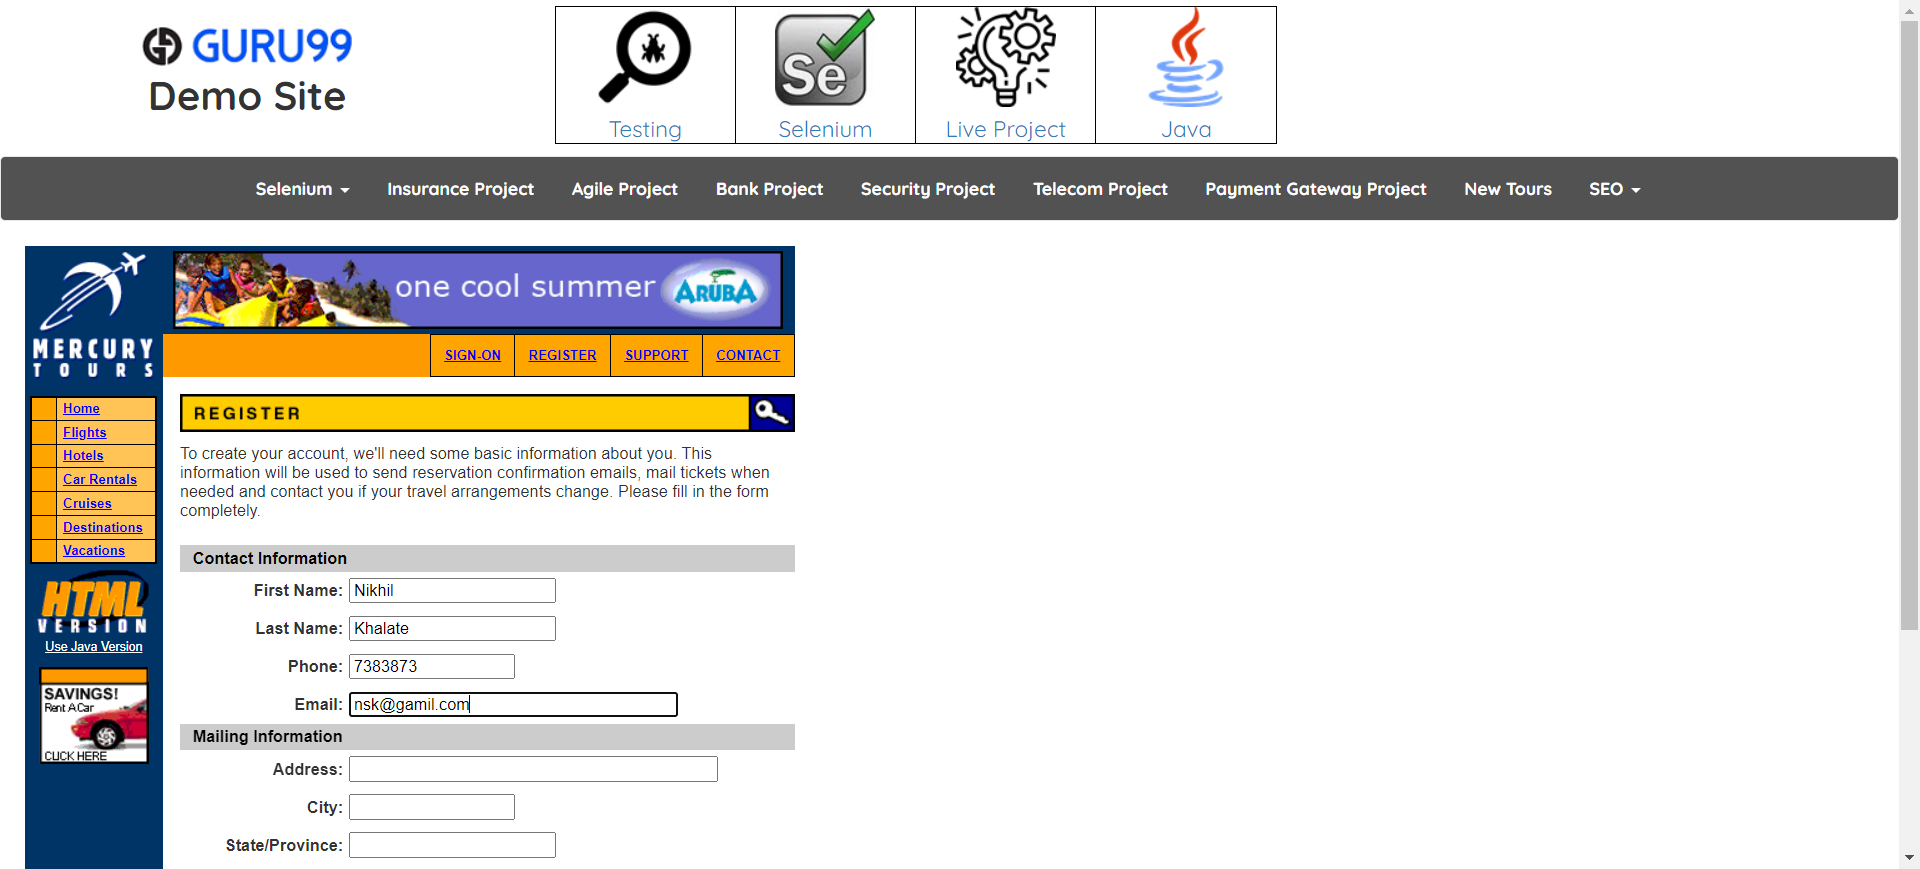 GURU99
Demo Site
Testing
Se
Selenium
Live Project
Java
Selenium
Insurance Project
Agile Project
Bank Project
Security Project
Telecom Project
Payment Gateway Project
New Tours
SEO
MERCURY
TOURS
one cool summer
ARUBA
SIGN-ON
REGISTER
SUPPORT
CONTACT
Home
Flights
Hotels
Car Rentals
Cruises
Destinations
Vacations
HTML
VERSION
Use Java Version
SAVINGS!
Rent A Car
CLICK HERE
REGISTER
To create your account, we'll need some basic information about you. This
information will be used to send reservation confirmation emails, mail tickets when
needed and contact you if your travel arrangements change. Please fill in the form
completely.
Contact Information
First Name: Nikhil
Last Name: Khalate
Phone: 7383873
Email: nsk@gamil.com
Mailing Information
Address:
City:
State/Province: